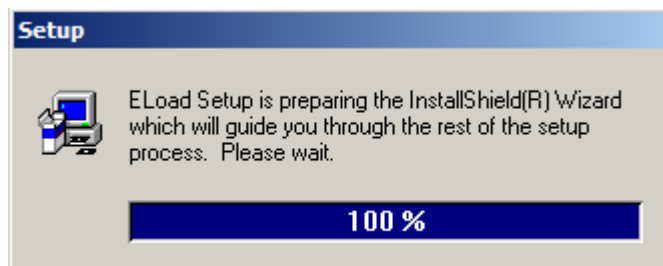 Setup
ELoad Setup is preparing the InstallShield(R) Wizard
which will guide you through the rest of the setup
process.  Please wait.
100 %